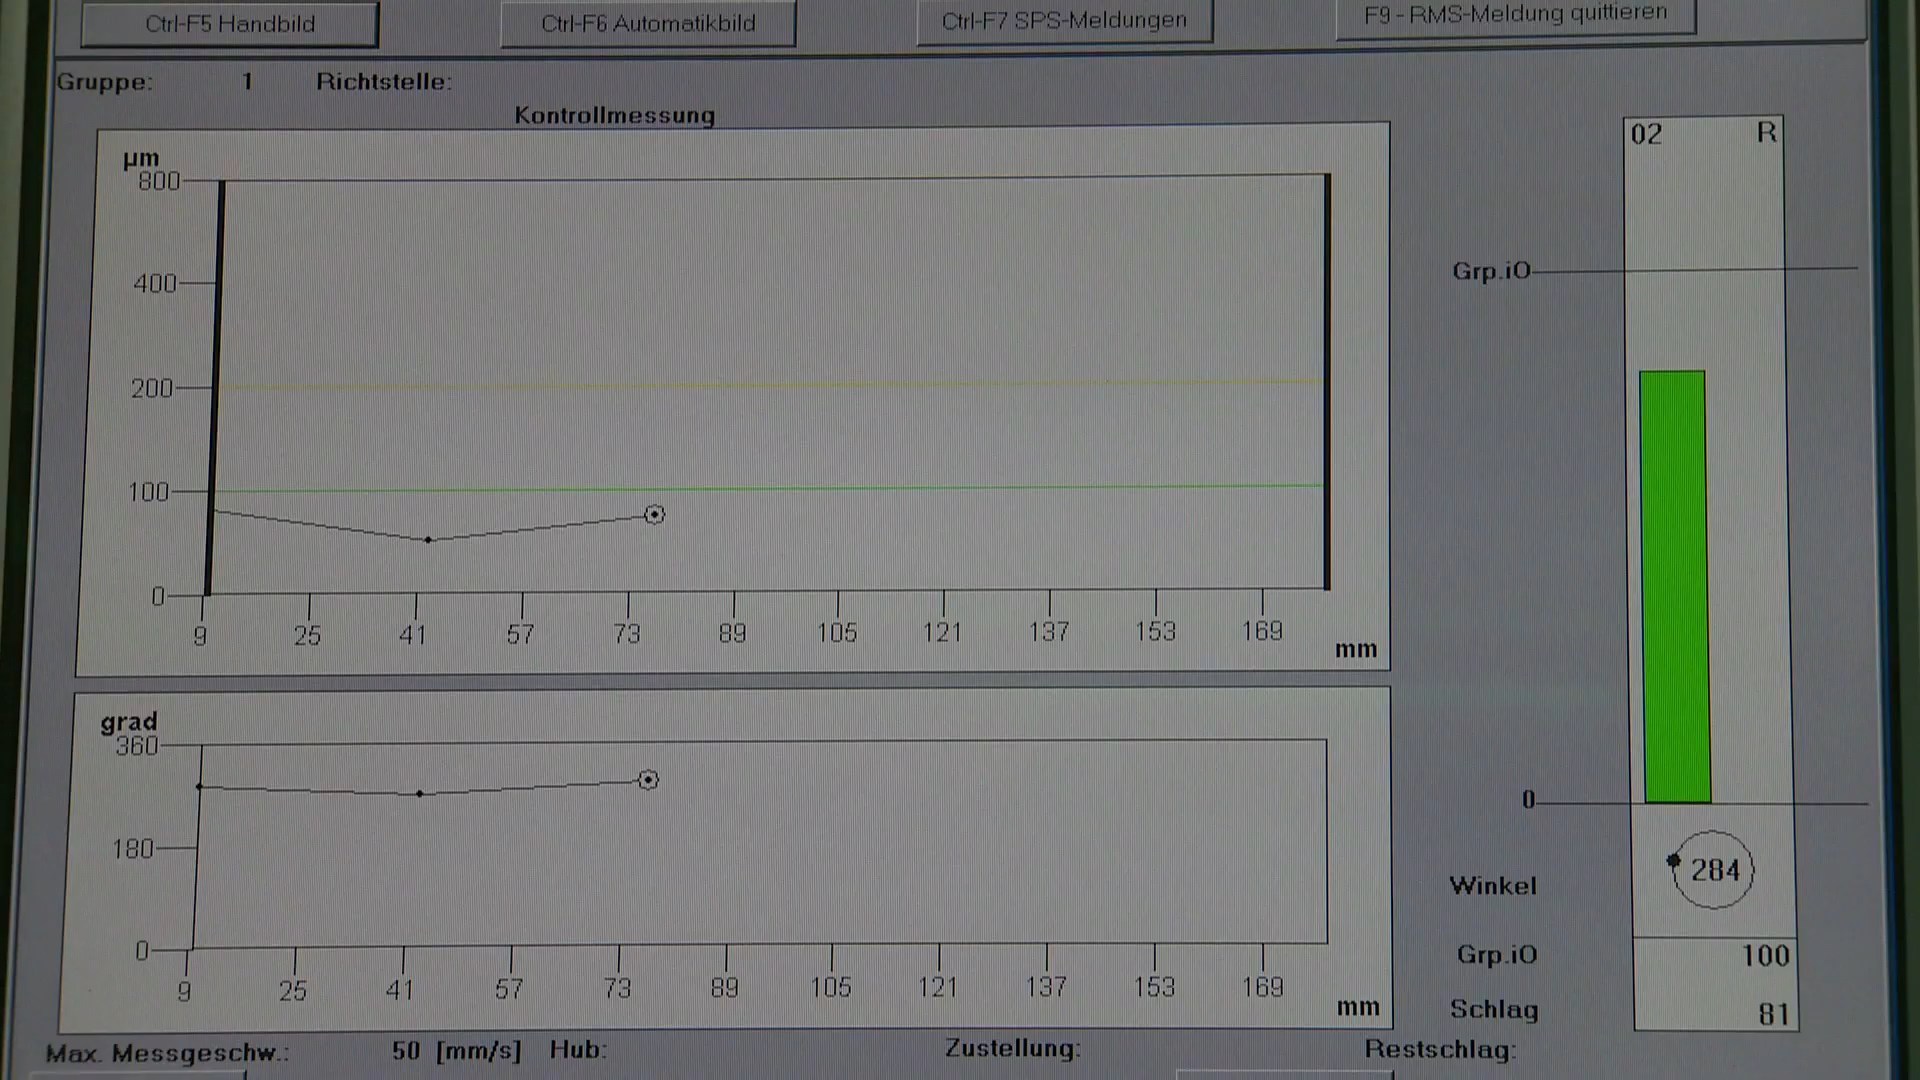 Ctrl-F5 Handbild Ctrl-F6 Automatikbild Ctrl-F7 SPS-Meldungen F9 - RMS-Meldung quittieren
Gruppe: 1 Richtstelle:
Kontrollmessung
µm
800
400
200
100
0
9 25 41 57 73 89 105 121 137 153 169
mm
grad
360
180
0
9 25 41 57 73 89 105 121 137 153 169
mm
02 R
Grp.iO
0
Winkel 284
Grp.iO 100
Schlag 81
Max. Messgeschw.: 50 [mm/s] Hub: Zustellung: Restschlag: